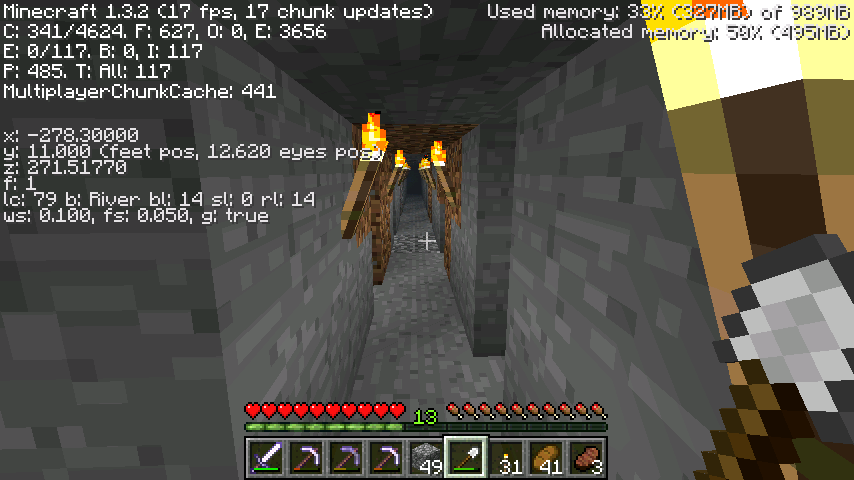 Minecraft 1.3.2 (17 fps, 17 chunk updates)
Used memory: 33% (327MB) of 989MB
C: 341/4624. F: 627, O: 0, E: 3656
Allocated memory: 50% (495MB)
E: 0/117. B: 0, I: 117
P: 485. T: All: 117
MultiplayerChunkCache: 441
x: -278.30000
y: 11.000 (feet pos, 12.620 eyes pos)
z: 271.51770
f: 1
lc: 79 b: River bl: 14 sl: 0 rl: 14
ws: 0.100, fs: 0.050, g: true
13
49
31
41
3